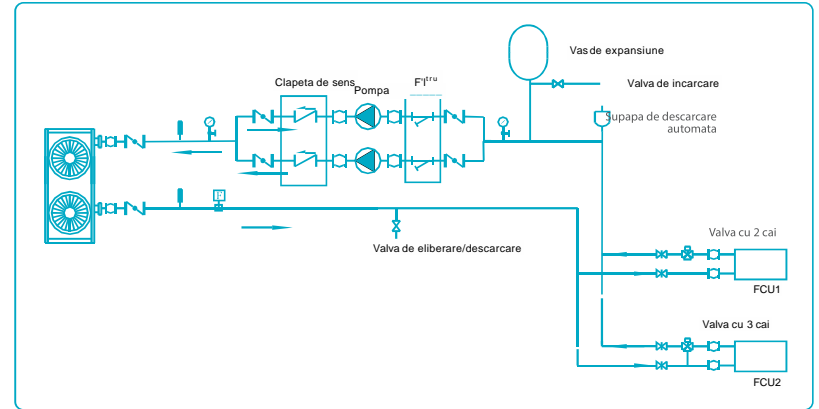 Vas de expansiune
Clapeta de sens
Pompa
F'ltru
Valva de incarcare
Supapa de descarcare
automata
F
Valva de eliberare/descarcare
Valva cu 2 cai
FCU1
Valva cu 3 cai
FCU2